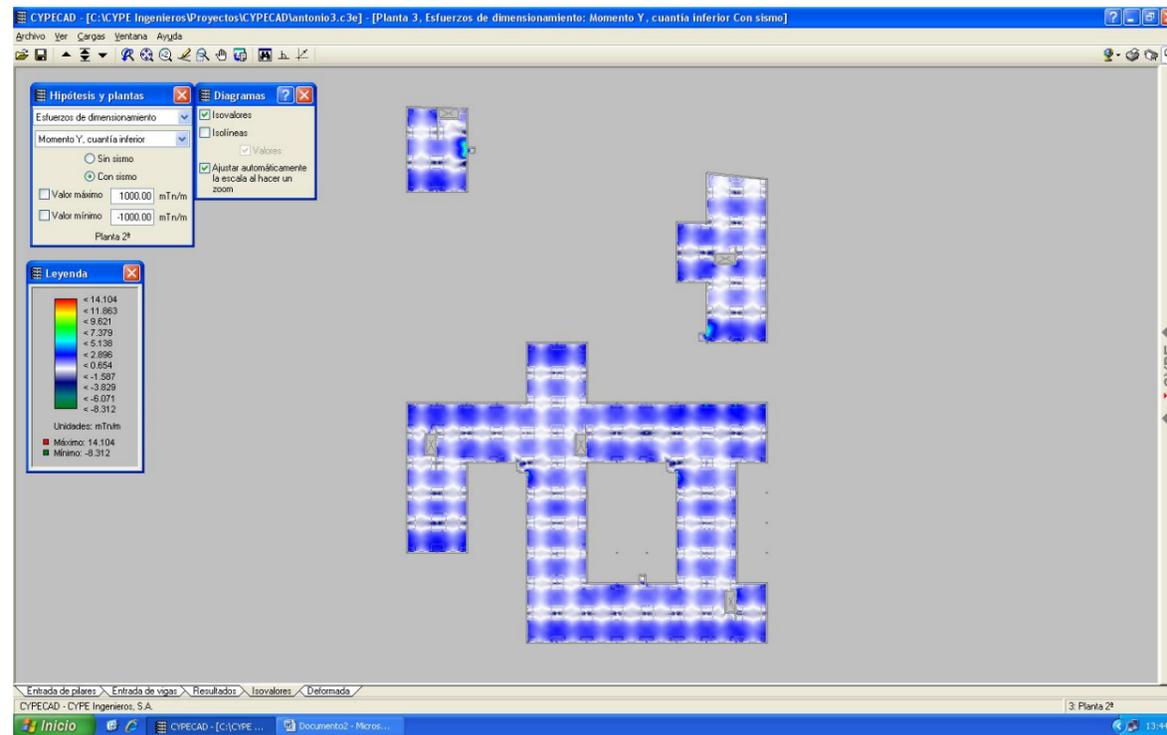 CYPECAD - [C:\CYPE Ingenieros\Proyectos\CYPECAD\antonio3.c3e] - [Planta 3, Esfuerzos de dimensionamiento: Momento Y, cuantía inferior Con sismo]
Archivo Ver Cargas Ventana Ayuda
Hipótesis y plantas
Esfuerzos de dimensionamiento
Momento Y, cuantía inferior
Sin sismo
Con sismo
Valor máximo 1000.00 mTn/m
Valor mínimo -1000.00 mTn/m
Planta 2ª
Diagramas
Isovalores
Isolíneas
Valores
Ajustar automáticamente
la escala al hacer un
zoom
Leyenda
< 14.104
< 11.863
< 9.621
< 7.379
< 5.138
< 2.896
< 0.654
< -1.587
< -3.829
< -6.071
< -8.312
Unidades: mTn/m
Máximo: 14.104
Mínimo: -8.312
Entrada de pilares Entrada de vigas Resultados Isovalores Deformada
CYPECAD - CYPE Ingenieros, S.A.
3: Planta 2ª
Inicio
CYPECAD - [C:\CYPE ...
Documento2 - Micros...
13:44